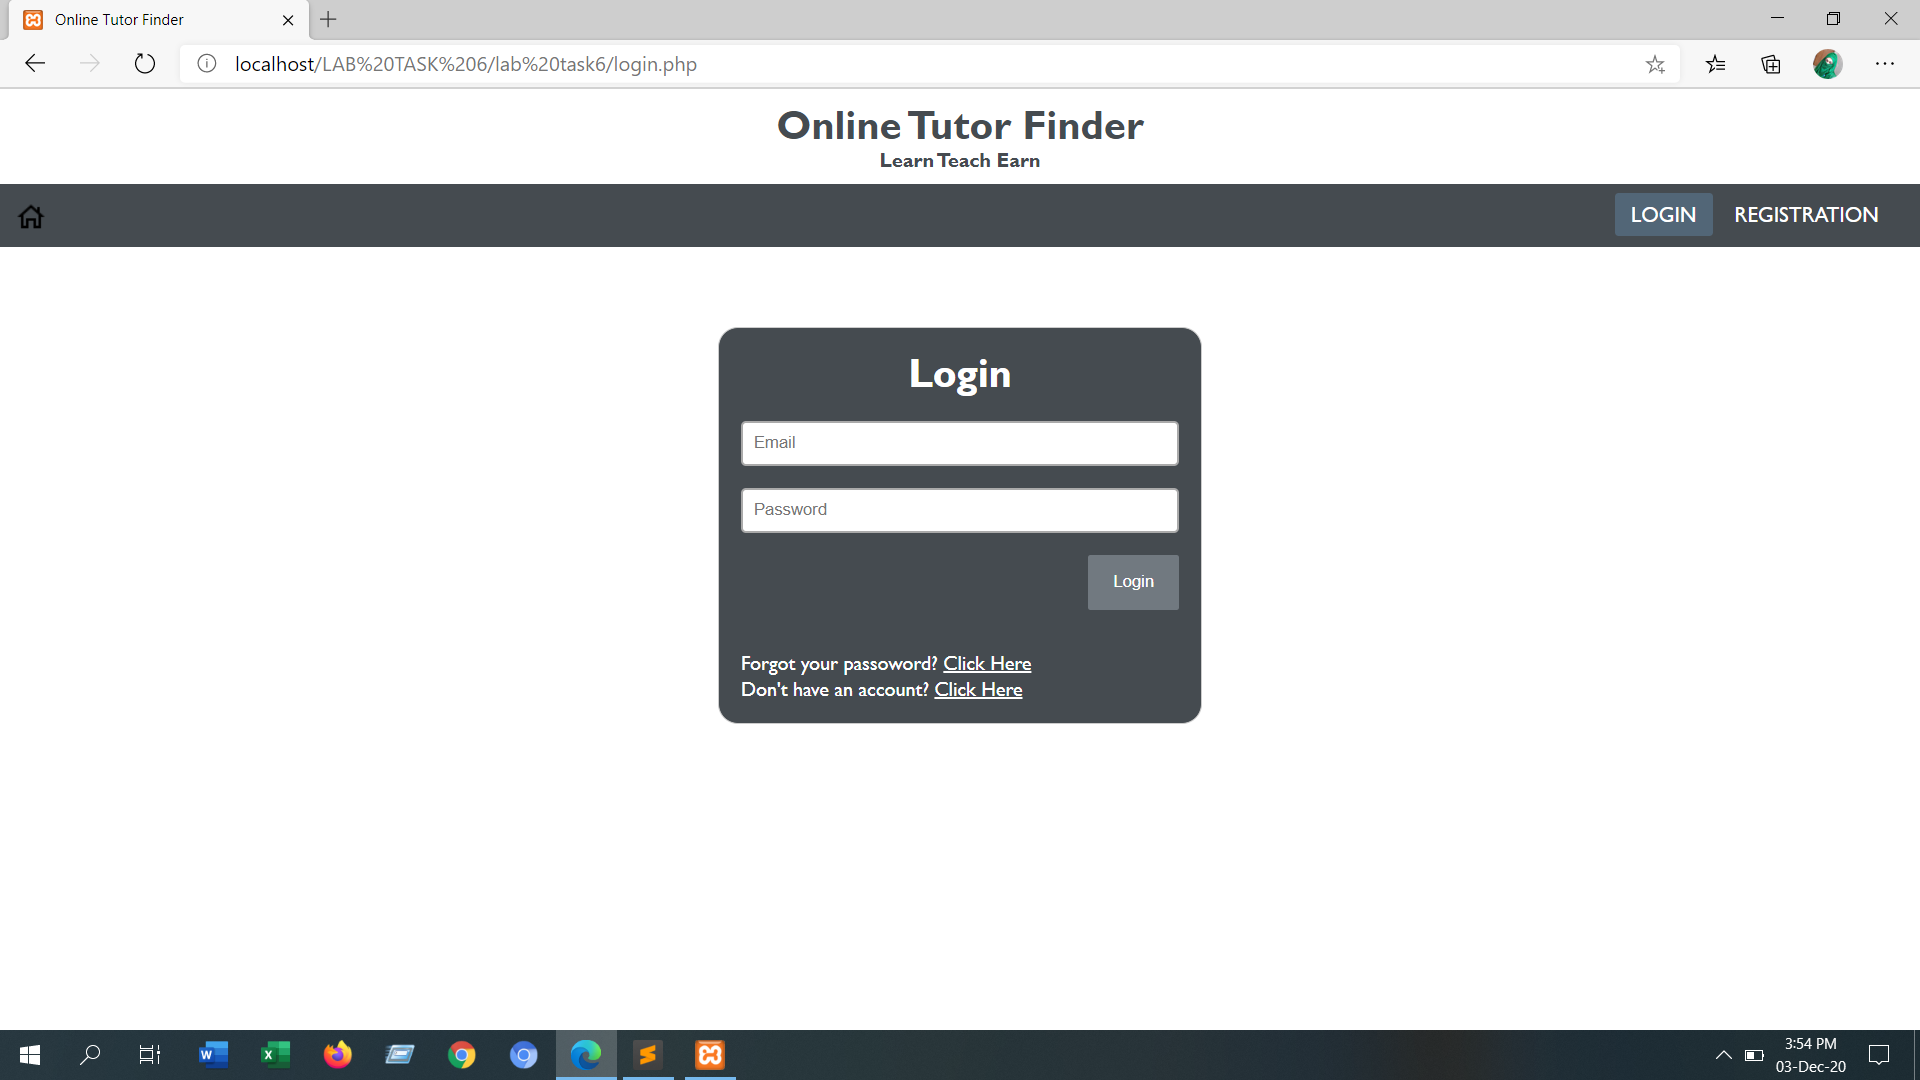 Online Tutor Finder
localhost/LAB%20TASK%206/lab%20task6/login.php
Online Tutor Finder
Learn Teach Earn
LOGIN REGISTRATION
Login
Email
Password
Login
Forgot your passoword? Click Here
Don't have an account? Click Here
3:54 PM
03-Dec-20